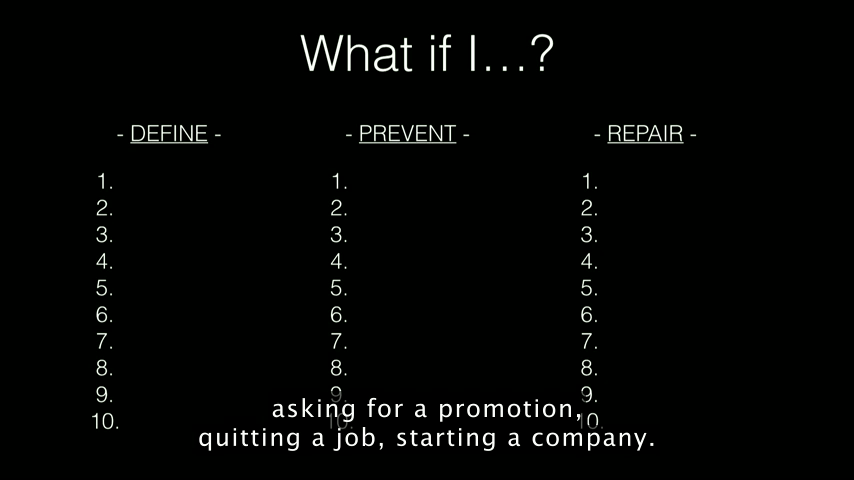 What if I...?
- DEFINE - - PREVENT - - REPAIR -
1. 1. 1.
2. 2. 2.
3. 3. 3.
4. 4. 4.
5. 5. 5.
6. 6. 6.
7. 7. 7.
8. 8. 8.
9. 9. 9.
10. 10. 10.
asking for a promotion,
quitting a job, starting a company.